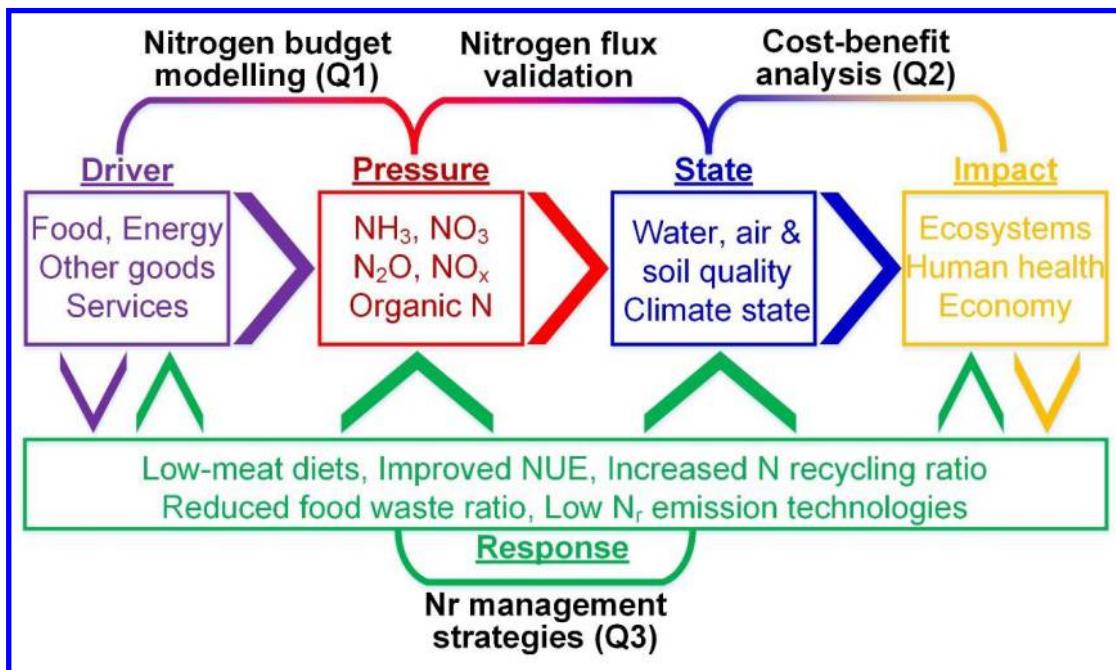 Nitrogen budget
modelling (Q1)
Nitrogen flux
validation
Cost-benefit
analysis (Q2)
Driver
Pressure
State
Impact
Food, Energy
Other goods
Services
NH₃, NO₃
N₂O, NOₓ
Organic N
Water, air &
soil quality
Climate state
Ecosystems
Human health
Economy
Low-meat diets, Improved NUE, Increased N recycling ratio
Reduced food waste ratio, Low Nᵣ emission technologies
Response
Nr management
strategies (Q3)